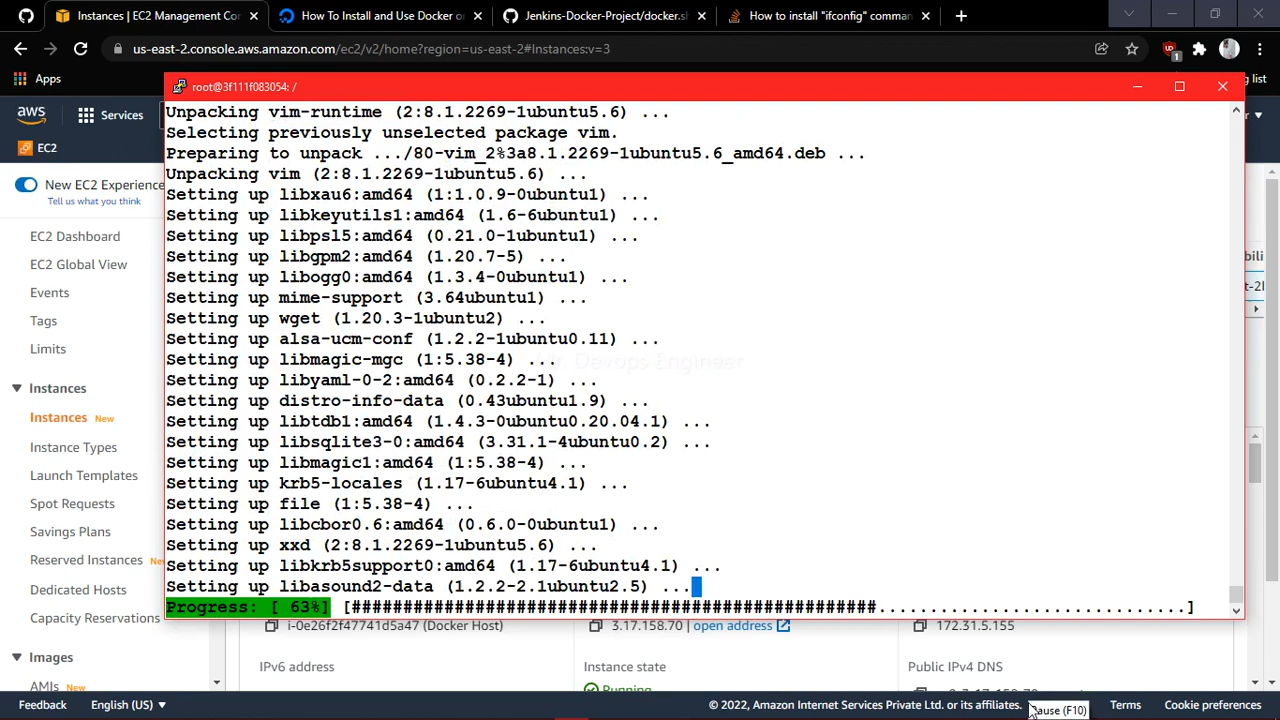 Instances | EC2 Management Con
How To Install and Use Docker on
Jenkins-Docker-Project/docker.sh
How to install "ifconfig" comman
us-east-2.console.aws.amazon.com/ec2/v2/home?region=us-east-2#Instances:v=3
1
Apps
root@3f111f083054: /
aws
Services
EC2
New EC2 Experience
Tell us what you think
EC2 Dashboard
EC2 Global View
Events
Tags
Limits
Instances
Instances New
Instance Types
Launch Templates
Spot Requests
Savings Plans
Reserved Instances New
Dedicated Hosts
Capacity Reservations
Images
AMIs New
Unpacking vim-runtime (2:8.1.2269-1ubuntu5.6) ...
Selecting previously unselected package vim.
Preparing to unpack .../80-vim_2%3a8.1.2269-1ubuntu5.6_amd64.deb ...
Unpacking vim (2:8.1.2269-1ubuntu5.6) ...
Setting up libxau6:amd64 (1:1.0.9-0ubuntu1) ...
Setting up libkeyutils1:amd64 (1.6-6ubuntu1) ...
Setting up libpsl5:amd64 (0.21.0-1ubuntu1) ...
Setting up libgpm2:amd64 (1.20.7-5) ...
Setting up libogg0:amd64 (1.3.4-0ubuntu1) ...
Setting up mime-support (3.64ubuntu1) ...
Setting up wget (1.20.3-1ubuntu2) ...
Setting up alsa-ucm-conf (1.2.2-1ubuntu0.11) ...
Setting up libmagic-mgc (1:5.38-4) ...
Setting up libyaml-0-2:amd64 (0.2.2-1) ...
Setting up distro-info-data (0.43ubuntu1.9) ...
Setting up libtdb1:amd64 (1.4.3-0ubuntu0.20.04.1) ...
Setting up libsqlite3-0:amd64 (3.31.1-4ubuntu0.2) ...
Setting up libmagic1:amd64 (1:5.38-4) ...
Setting up krb5-locales (1.17-6ubuntu4.1) ...
Setting up file (1:5.38-4) ...
Setting up libcbor0.6:amd64 (0.6.0-0ubuntu1) ...
Setting up xxd (2:8.1.2269-1ubuntu5.6) ...
Setting up libkrb5support0:amd64 (1.17-6ubuntu4.1) ...
Setting up libasound2-data (1.2.2-2.1ubuntu2.5) ...
Progress: [ 63%] [###################################################..............................]
Devops Engineer
i-0e26f2f47741d5a47 (Docker Host)
3.17.158.70 | open address
172.31.5.155
IPv6 address
Instance state
Public IPv4 DNS
Running
Feedback
English (US)
© 2022, Amazon Internet Services Private Ltd. or its affiliates.
Pause (F10)
Terms
Cookie preferences